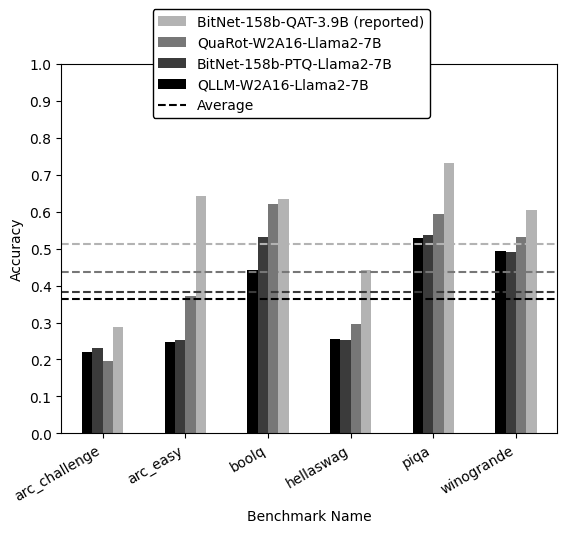 BitNet-158b-QAT-3.9B (reported)
QuaRot-W2A16-Llama2-7B
BitNet-158b-PTQ-Llama2-7B
QLLM-W2A16-Llama2-7B
Average
1.0
0.9
0.8
0.7
0.6
0.5
0.4
0.3
0.2
0.1
0.0
Accuracy
arc_challenge
arc_easy
boolq
hellaswag
piqa
winogrande
Benchmark Name